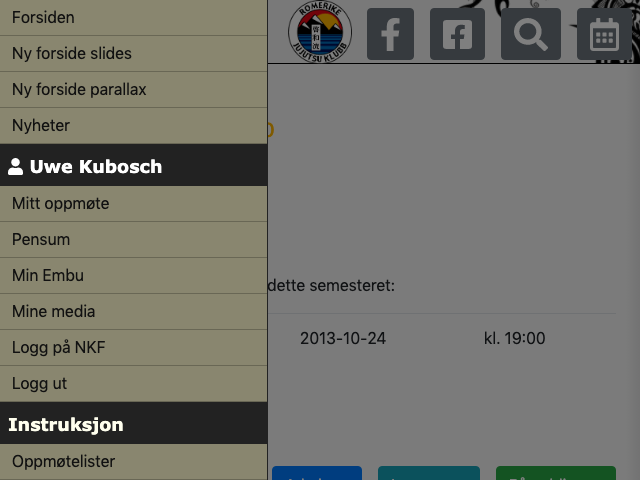 Forsiden
Ny forside slides
Ny forside parallax
Nyheter
Uwe Kubosch
Mitt oppmøte
Pensum
Min Embu
Mine media
Logg på NKF
Logg ut
Instruksjon
Oppmøtelister
ROMERIKE
JUJUTSU KLUBB
dette semesteret:
2013-10-24 kl. 19:00